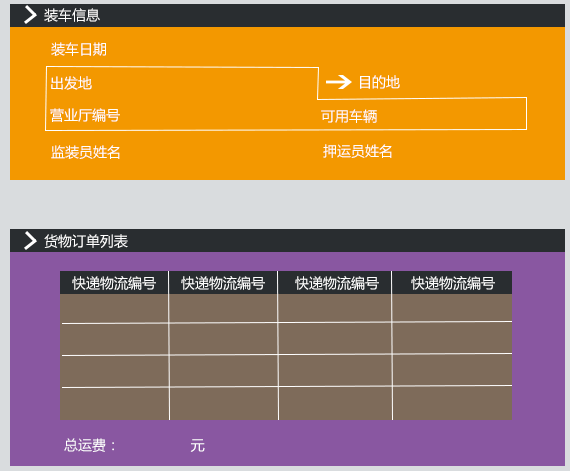 装车信息
装车日期
出发地 目的地
营业厅编号 可用车辆
监装员姓名 押运员姓名
货物订单列表
快递物流编号 快递物流编号 快递物流编号 快递物流编号
总运费： 元